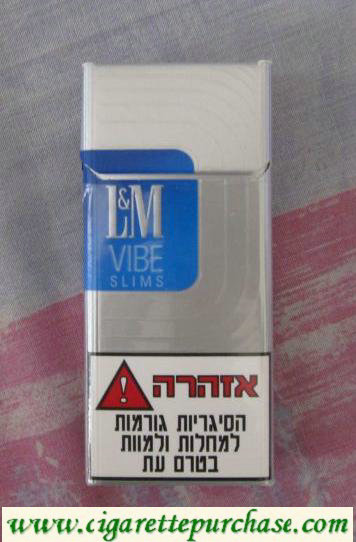 L&M
VIBE
SLIMS
אזהרה
הסיגריות גורמות
למחלות ולמוות
בטרם עת
www.cigarettepurchase.com